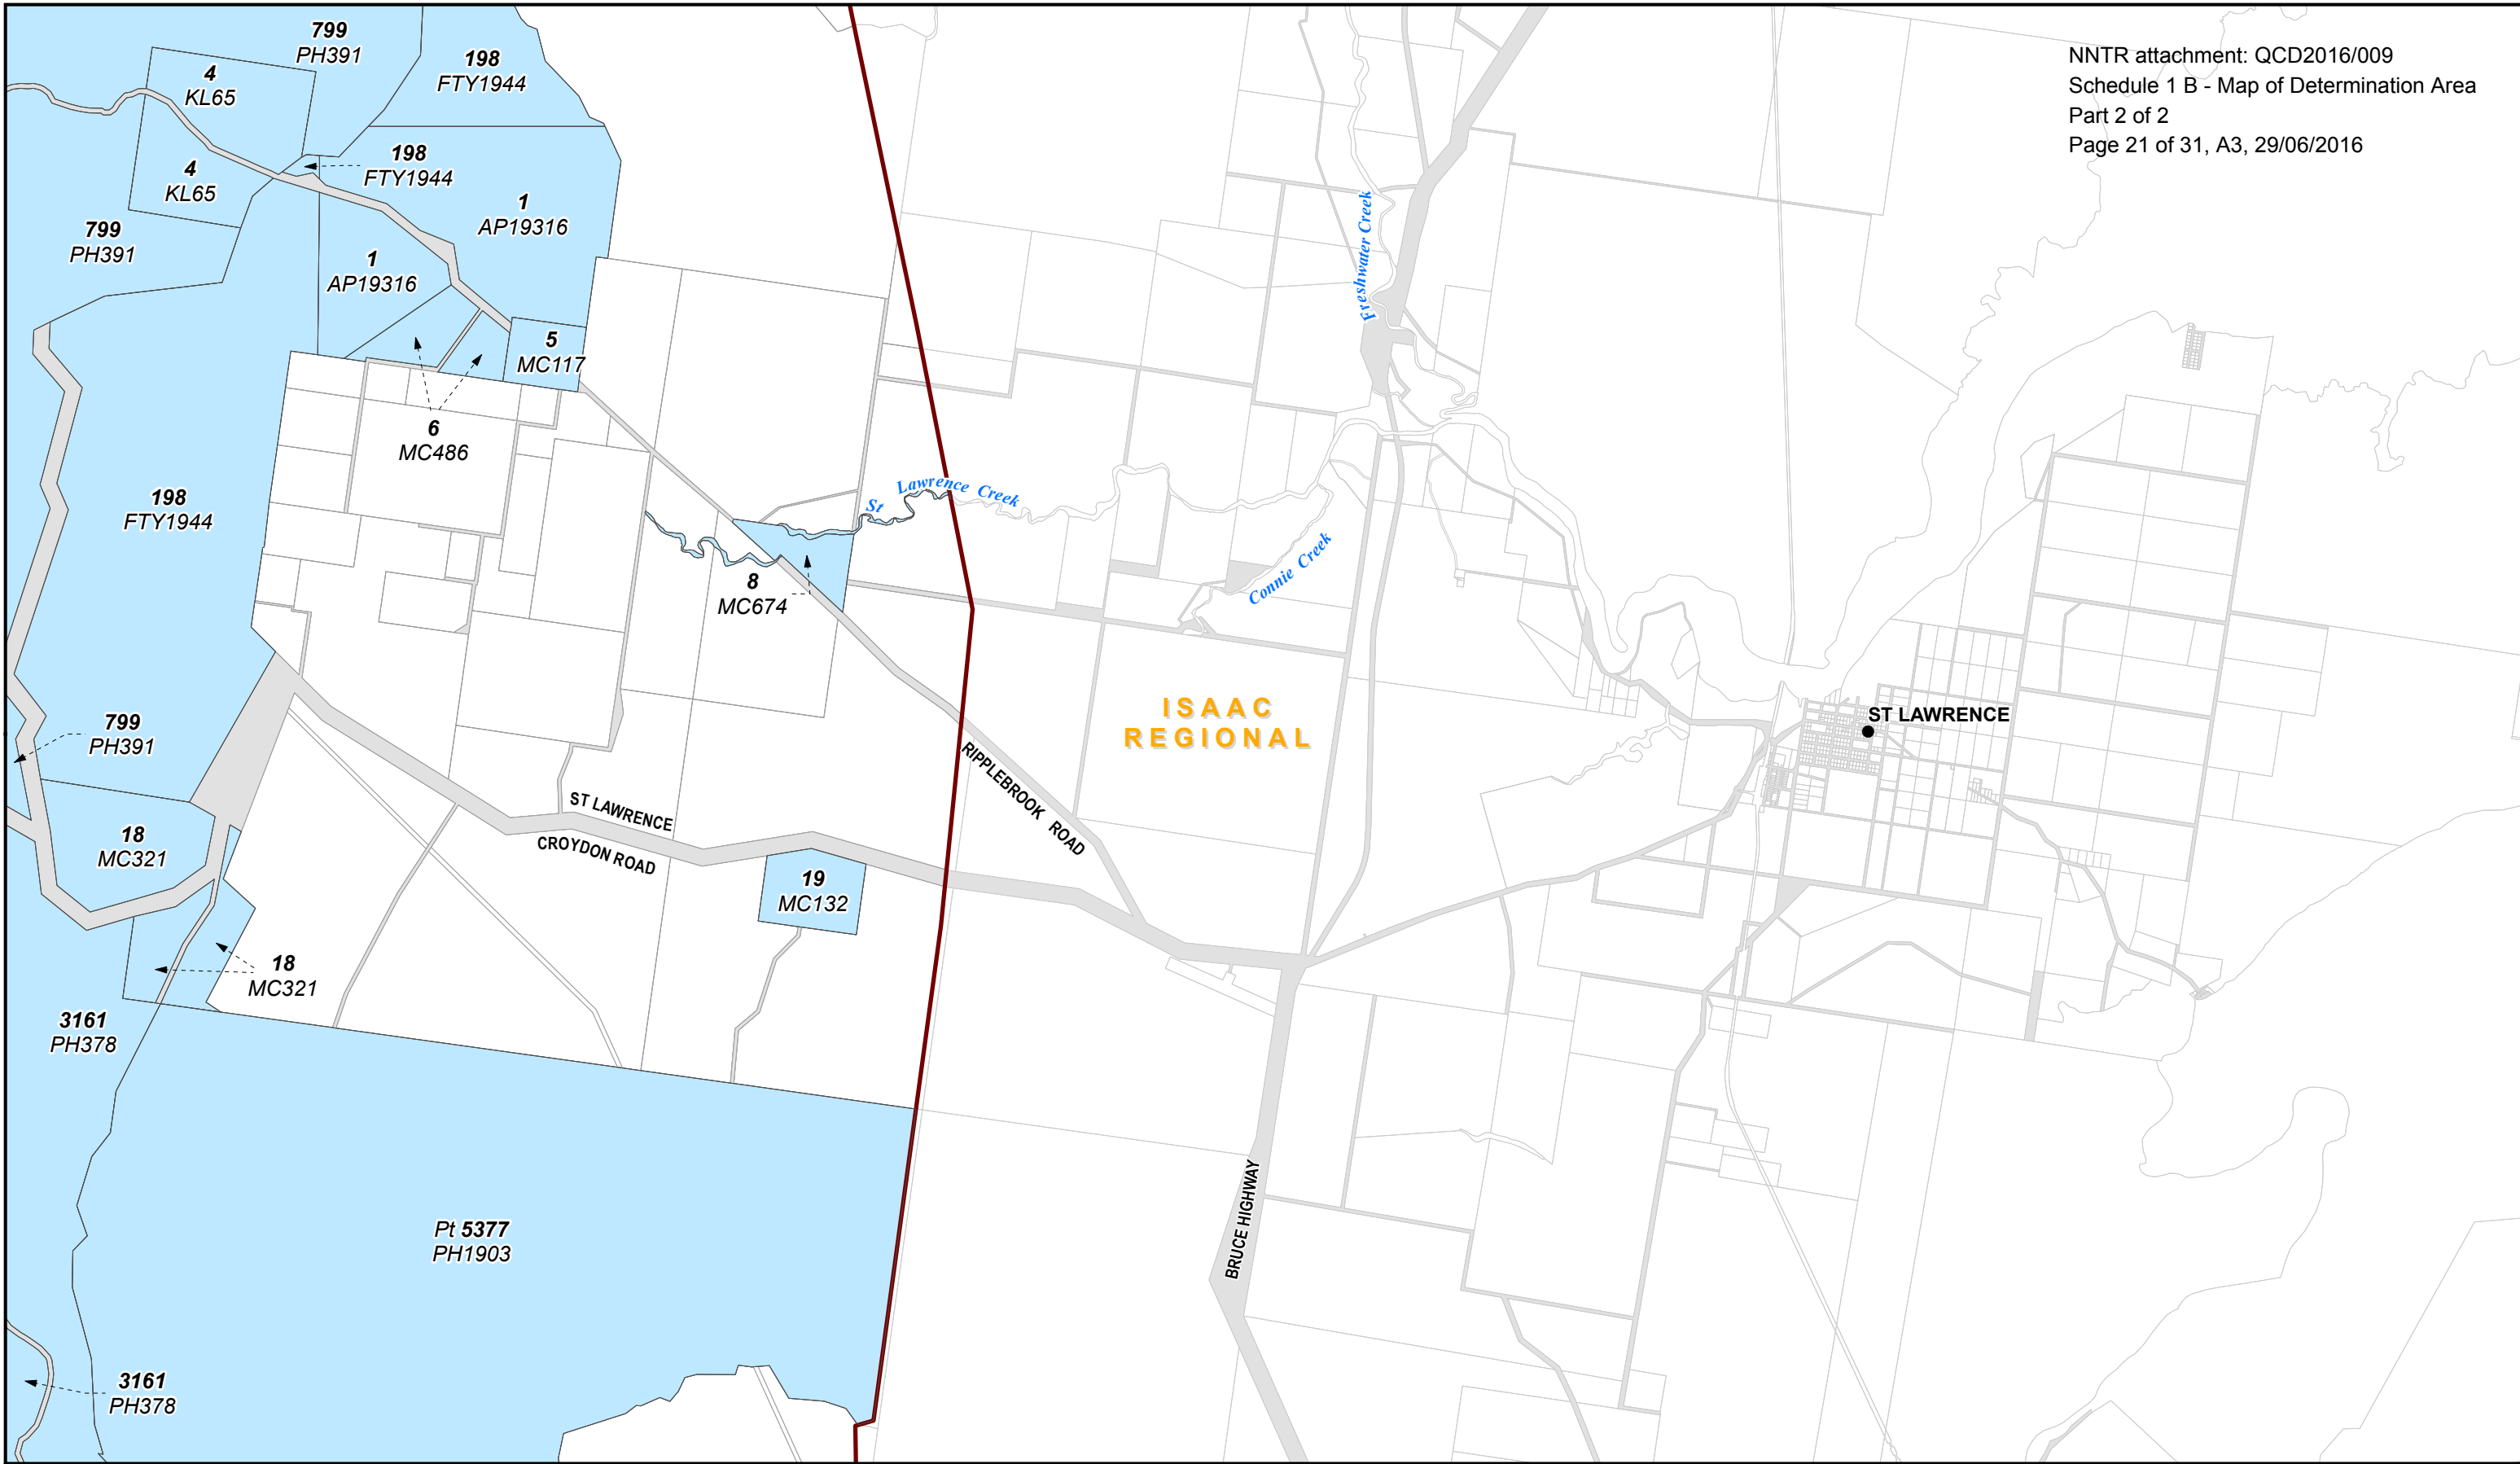 NNTR attachment: QCD2016/009
Schedule 1 B - Map of Determination Area
Part 2 of 2
Page 21 of 31, A3, 29/06/2016
799
PH391
4
KL65
198
FTY1944
4
KL65
198
FTY1944
1
AP19316
799
PH391
1
AP19316
5
MC117
6
MC486
198
FTY1944
8
MC674
799
PH391
18
MC321
19
MC132
18
MC321
3161
PH378
Pt 5377
PH1903
3161
PH378
Freshwater Creek
St Lawrence Creek
Connie Creek
ISAAC
REGIONAL
ST LAWRENCE
RIPPLEBROOK ROAD
ST LAWRENCE
CROYDON ROAD
BRUCE HIGHWAY